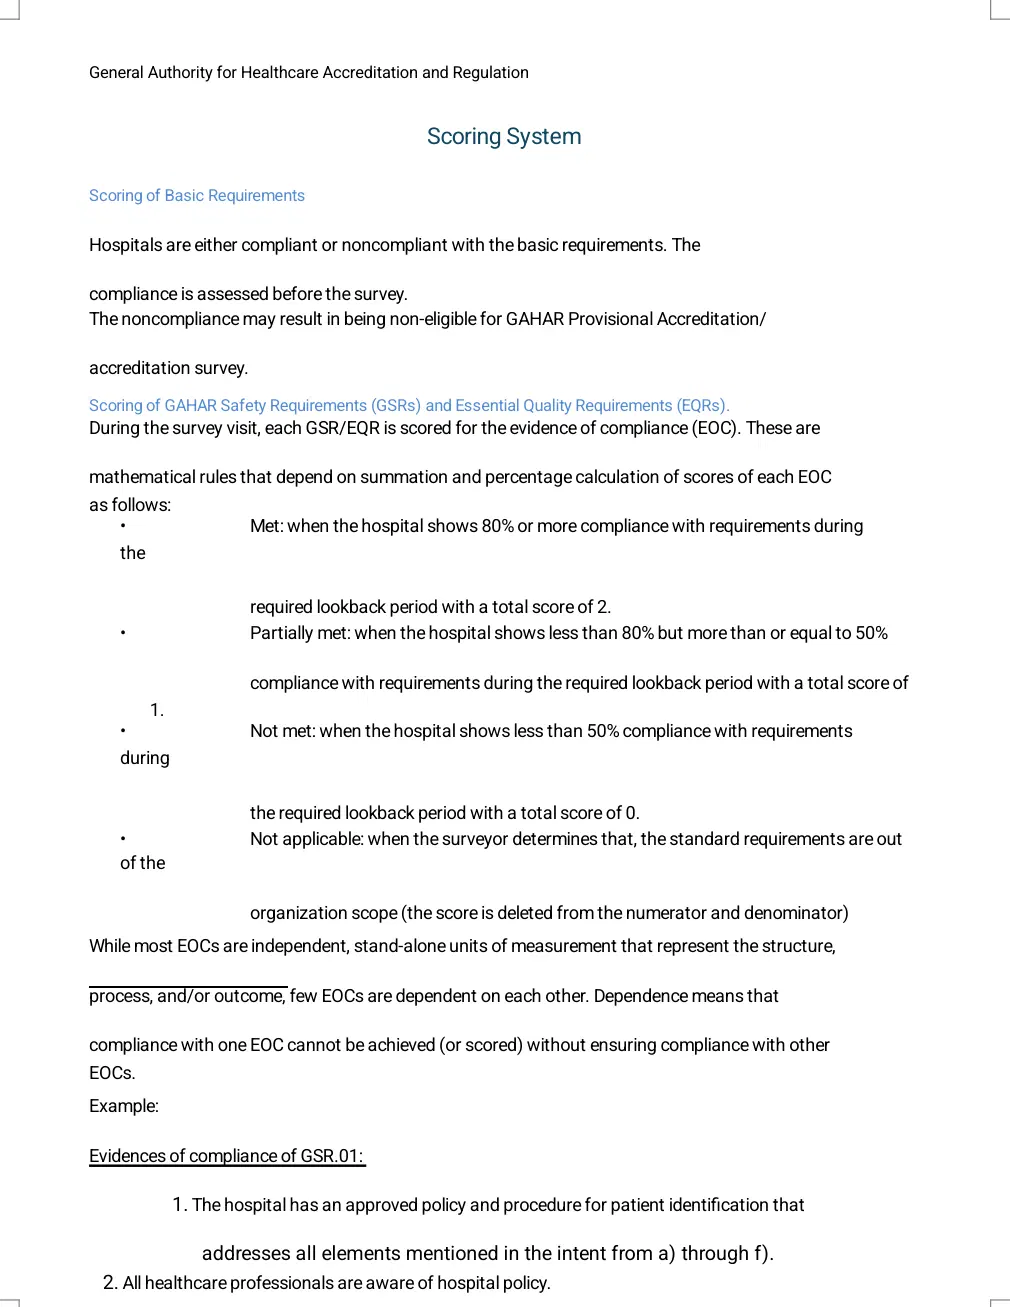 General Authority for Healthcare Accreditation and Regulation
Scoring System
Scoring of Basic Requirements
Hospitals are either compliant or noncompliant with the basic requirements. The
compliance is assessed before the survey.
The noncompliance may result in being non-eligible for GAHAR Provisional Accreditation/
accreditation survey.
Scoring of GAHAR Safety Requirements (GSRs) and Essential Quality Requirements (EQRs).
During the survey visit, each GSR/EQR is scored for the evidence of compliance (EOC). These are
mathematical rules that depend on summation and percentage calculation of scores of each EOC
as follows:
• Met: when the hospital shows 80% or more compliance with requirements during
the
required lookback period with a total score of 2.
• Partially met: when the hospital shows less than 80% but more than or equal to 50%
compliance with requirements during the required lookback period with a total score of
1.
• Not met: when the hospital shows less than 50% compliance with requirements
during
the required lookback period with a total score of 0.
• Not applicable: when the surveyor determines that, the standard requirements are out
of the
organization scope (the score is deleted from the numerator and denominator)
While most EOCs are independent, stand-alone units of measurement that represent the structure,
process, and/or outcome, few EOCs are dependent on each other. Dependence means that
compliance with one EOC cannot be achieved (or scored) without ensuring compliance with other
EOCs.
Example:
Evidences of compliance of GSR.01:
1. The hospital has an approved policy and procedure for patient identification that
addresses all elements mentioned in the intent from a) through f).
2. All healthcare professionals are aware of hospital policy.